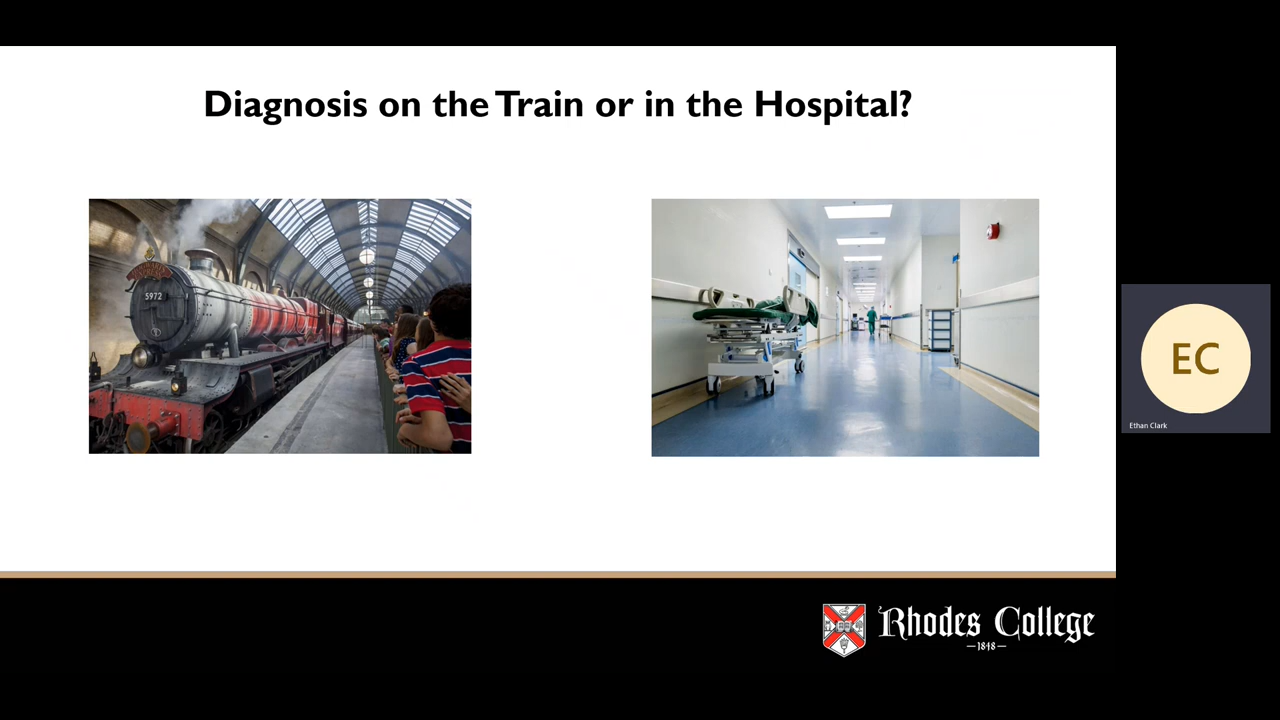 Diagnosis on the Train or in the Hospital?
5972
EC
Ethan Clark
Rhodes College
—1848—